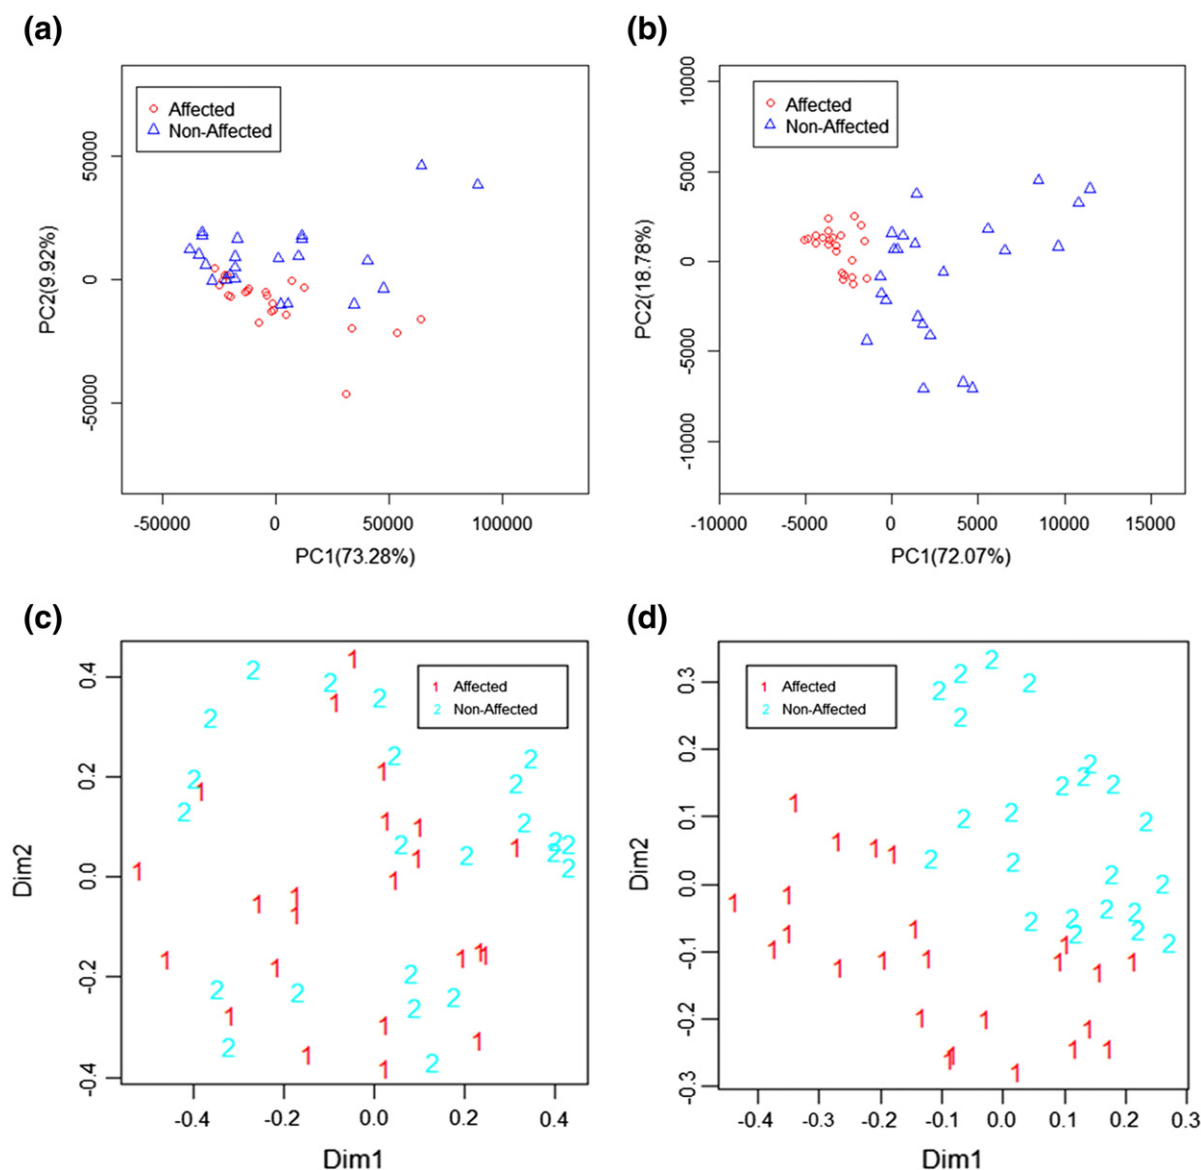 (a)
Affected
Non-Affected
50000
0
-50000
PC2(9.92%)
-50000 0 50000 100000
PC1(73.28%)
(b)
Affected
Non-Affected
10000
5000
0
-5000
-10000
PC2(18.78%)
-10000 -5000 0 5000 10000 15000
PC1(72.07%)
(c)
1 Affected
2 Non-Affected
0.4
0.2
0.0
-0.2
-0.4
Dim2
-0.4 -0.2 0.0 0.2 0.4
Dim1
(d)
1 Affected
2 Non-Affected
0.3
0.2
0.1
0.0
-0.1
-0.2
-0.3
Dim2
-0.4 -0.3 -0.2 -0.1 0.0 0.1 0.2 0.3
Dim1